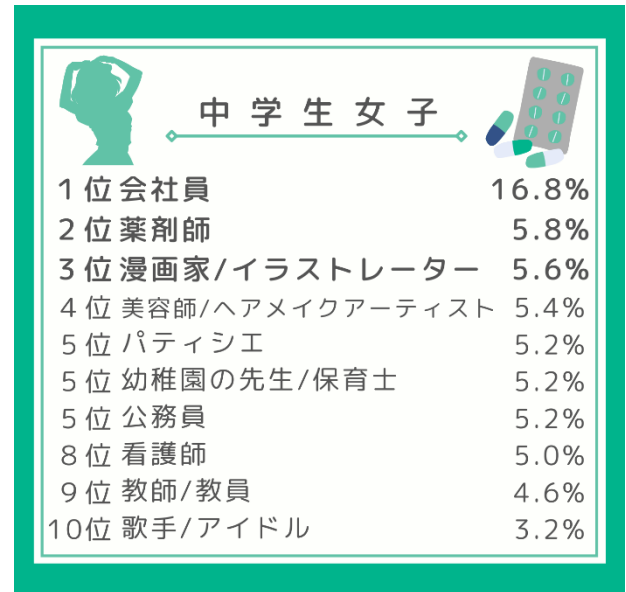 中学生女子
1位会社員 16.8%
2位薬剤師 5.8%
3位漫画家/イラストレーター 5.6%
4位美容師/ヘアメイクアーティスト 5.4%
5位パティシエ 5.2%
5位幼稚園の先生/保育士 5.2%
5位公務員 5.2%
8位看護師 5.0%
9位教師/教員 4.6%
10位歌手/アイドル 3.2%